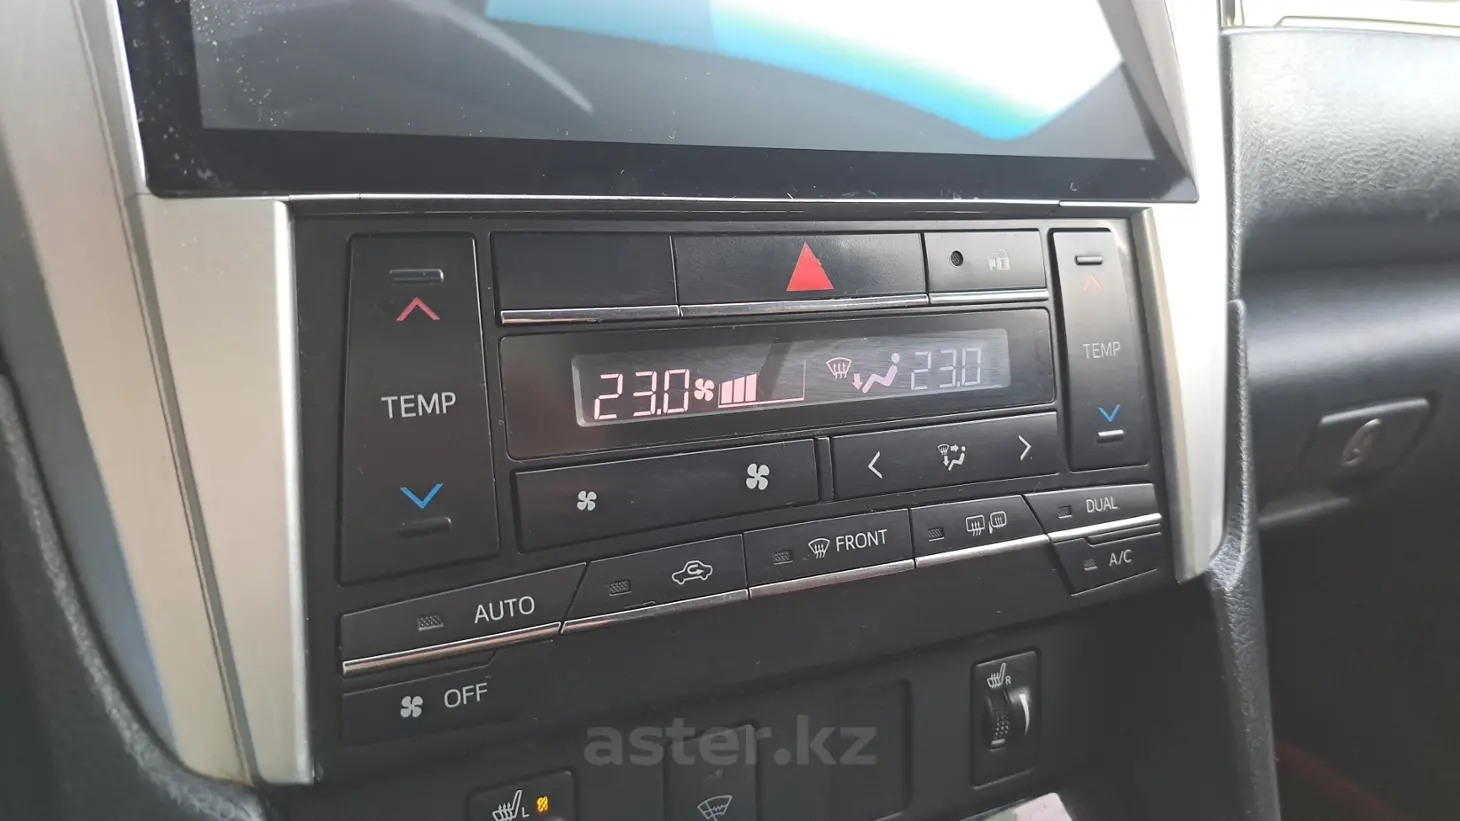 TEMP
TEMP
23.0
23.0
FRONT
DUAL
A/C
AUTO
OFF
R
L
aster.kz